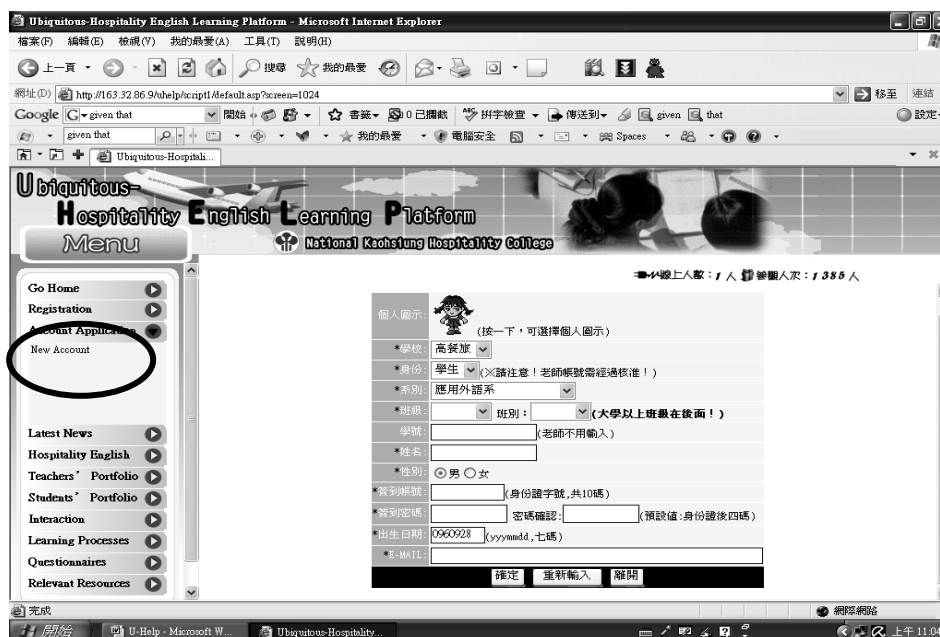 Ubiquitous-Hospitality English Learning Platform - Microsoft Internet Explorer
檔案(F) 編輯(E) 檢視(V) 我的最愛(A) 工具(T) 說明(H)
上一頁 搜尋 我的最愛
網址(D) http://163.32.86.9/uhelp/script1/default.asp?screen=1024 移至 連結
Google given that 開始 書籤 0 已攔截 拼字檢查 傳送到 given that 設定
given that 我的最愛 電腦安全 Spaces
Ubiquitous-Hospitali...
Ubiquitous-
Hospitality English Learning Platform
National Kaohsiung Hospitality College
Menu
線上人數：1 人 參觀人次：1385 人
Go Home
Registration
Account Application
New Account
Latest News
Hospitality English
Teachers' Portfolio
Students' Portfolio
Interaction
Learning Processes
Questionnaires
Relevant Resources
個人圖示: (按一下，可選擇個人圖示)
*學校: 高餐旅
*身份: 學生 (※請注意！老師帳號需經過核准！)
*系別: 應用外語系
*班級: 班別： (大學以上班級在後面！)
學號: (老師不用輸入)
*姓名:
*性別: 男 女
*簽到帳號: (身份證字號,共10碼)
*簽到密碼: 密碼確認: (預設值:身份證後四碼)
*出生日期: 0960928 (yyymmdd,七碼)
*E-MAIL:
確定 重新輸入 離開
完成 網際網路
開始 U-Help - Microsoft W... Ubiquitous-Hospitality... 上午 11:04